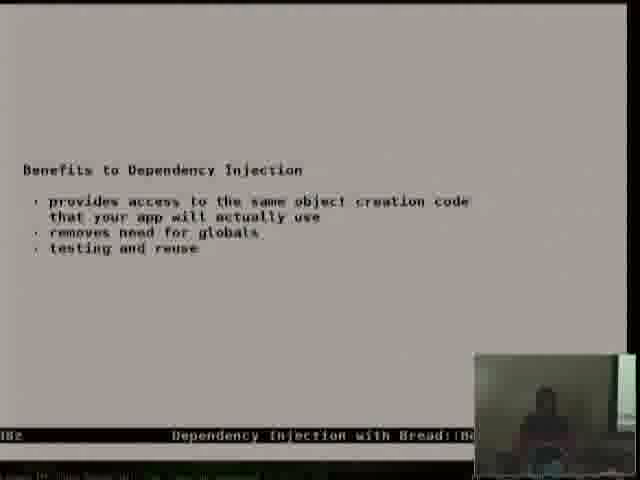 Benefits to Dependency Injection
· provides access to the same object creation code
that your app will actually use
· removes need for globals
· testing and reuse
Dependency Injection with Bread::